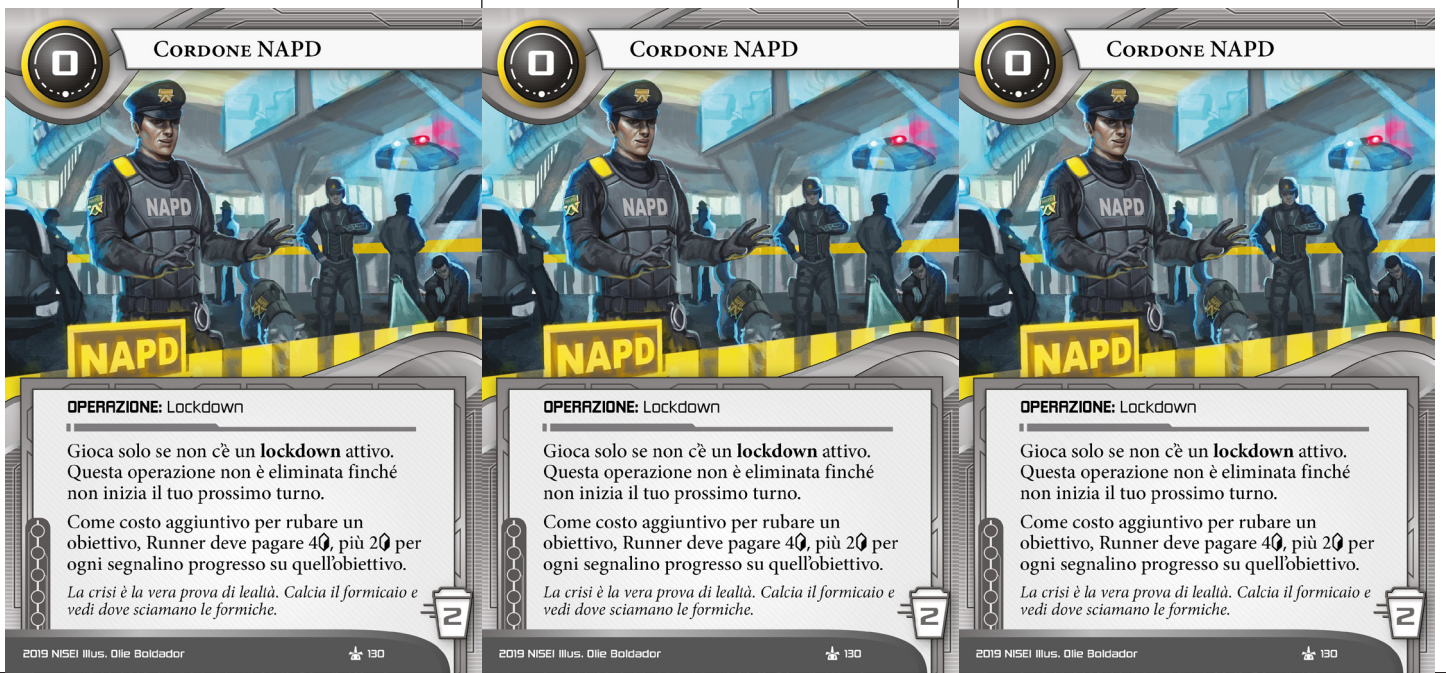 0
Cordone NAPD
NAPD
NAPD
OPERAZIONE: Lockdown
Gioca solo se non c'è un lockdown attivo.
Questa operazione non è eliminata finché
non inizia il tuo prossimo turno.
Come costo aggiuntivo per rubare un
obiettivo, Runner deve pagare 4, più 2 per
ogni segnalino progresso su quell'obiettivo.
La crisi è la vera prova di lealtà. Calcia il formicaio e
vedi dove sciamano le formiche.
2
2019 NISEI Illus. Olie Boldador
130
0
Cordone NAPD
NAPD
NAPD
OPERAZIONE: Lockdown
Gioca solo se non c'è un lockdown attivo.
Questa operazione non è eliminata finché
non inizia il tuo prossimo turno.
Come costo aggiuntivo per rubare un
obiettivo, Runner deve pagare 4, più 2 per
ogni segnalino progresso su quell'obiettivo.
La crisi è la vera prova di lealtà. Calcia il formicaio e
vedi dove sciamano le formiche.
2
2019 NISEI Illus. Olie Boldador
130
0
Cordone NAPD
NAPD
NAPD
OPERAZIONE: Lockdown
Gioca solo se non c'è un lockdown attivo.
Questa operazione non è eliminata finché
non inizia il tuo prossimo turno.
Come costo aggiuntivo per rubare un
obiettivo, Runner deve pagare 4, più 2 per
ogni segnalino progresso su quell'obiettivo.
La crisi è la vera prova di lealtà. Calcia il formicaio e
vedi dove sciamano le formiche.
2
2019 NISEI Illus. Olie Boldador
130